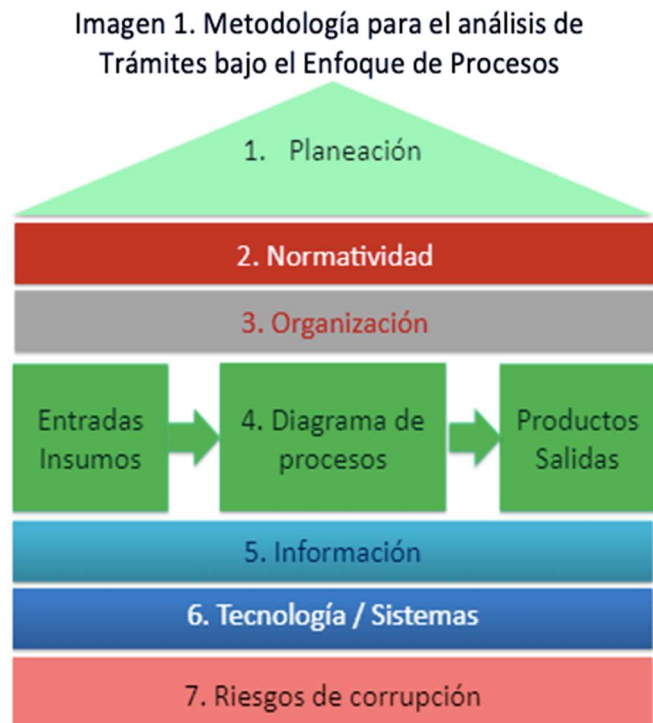 Imagen 1. Metodología para el análisis de
Trámites bajo el Enfoque de Procesos
1. Planeación
2. Normatividad
3. Organización
Entradas
Insumos
4. Diagrama de
procesos
Productos
Salidas
5. Información
6. Tecnología / Sistemas
7. Riesgos de corrupción